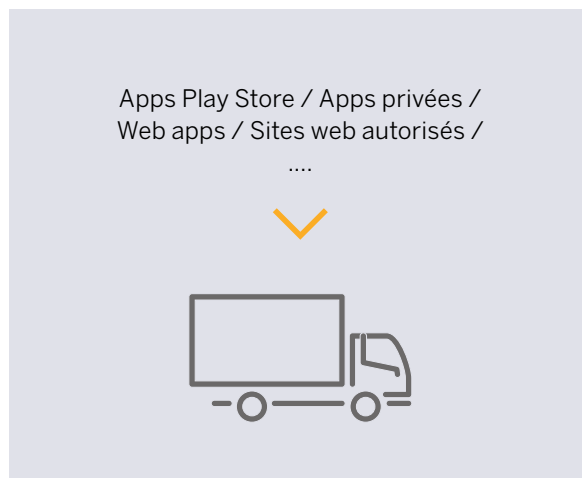 Apps Play Store / Apps privées /
Web apps / Sites web autorisés /
....